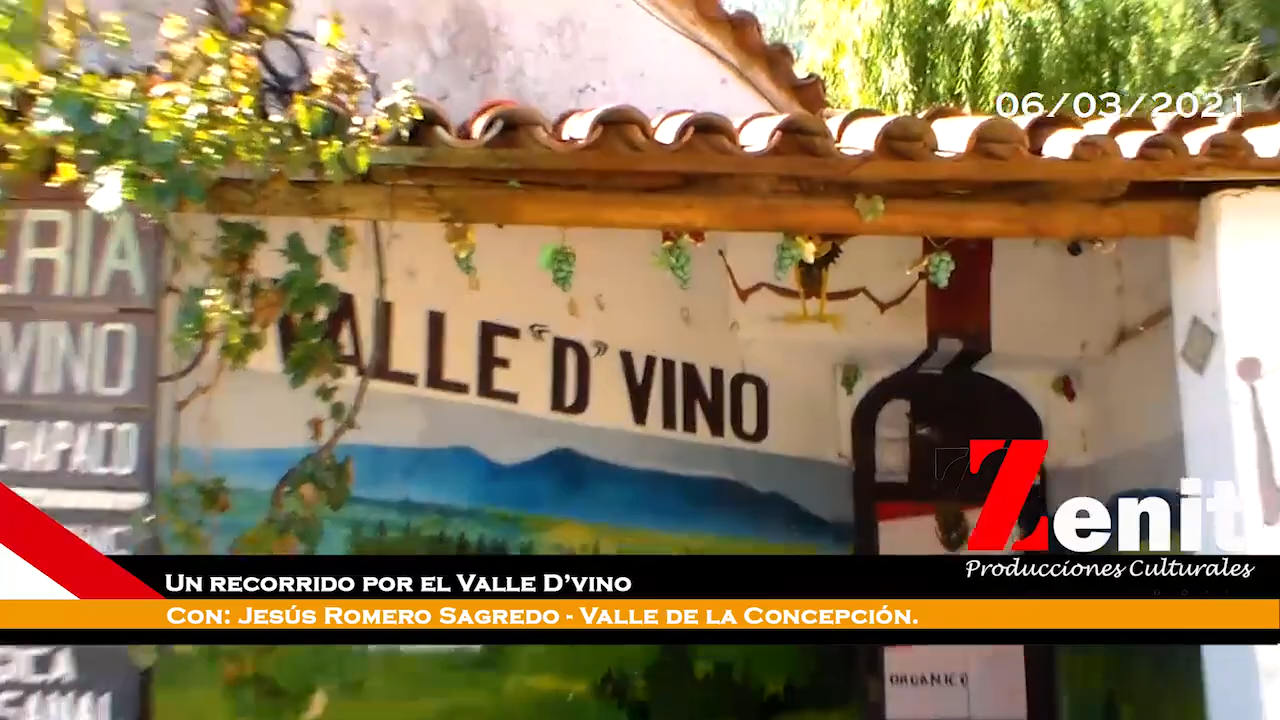 06/03/2021
ERIA
VINO
CHAPACO
VALLE "D" VINO
Zenit
Producciones Culturales
Un recorrido por el Valle D'vino
Con: Jesús Romero Sagredo - Valle de la Concepción.
ORGANICO